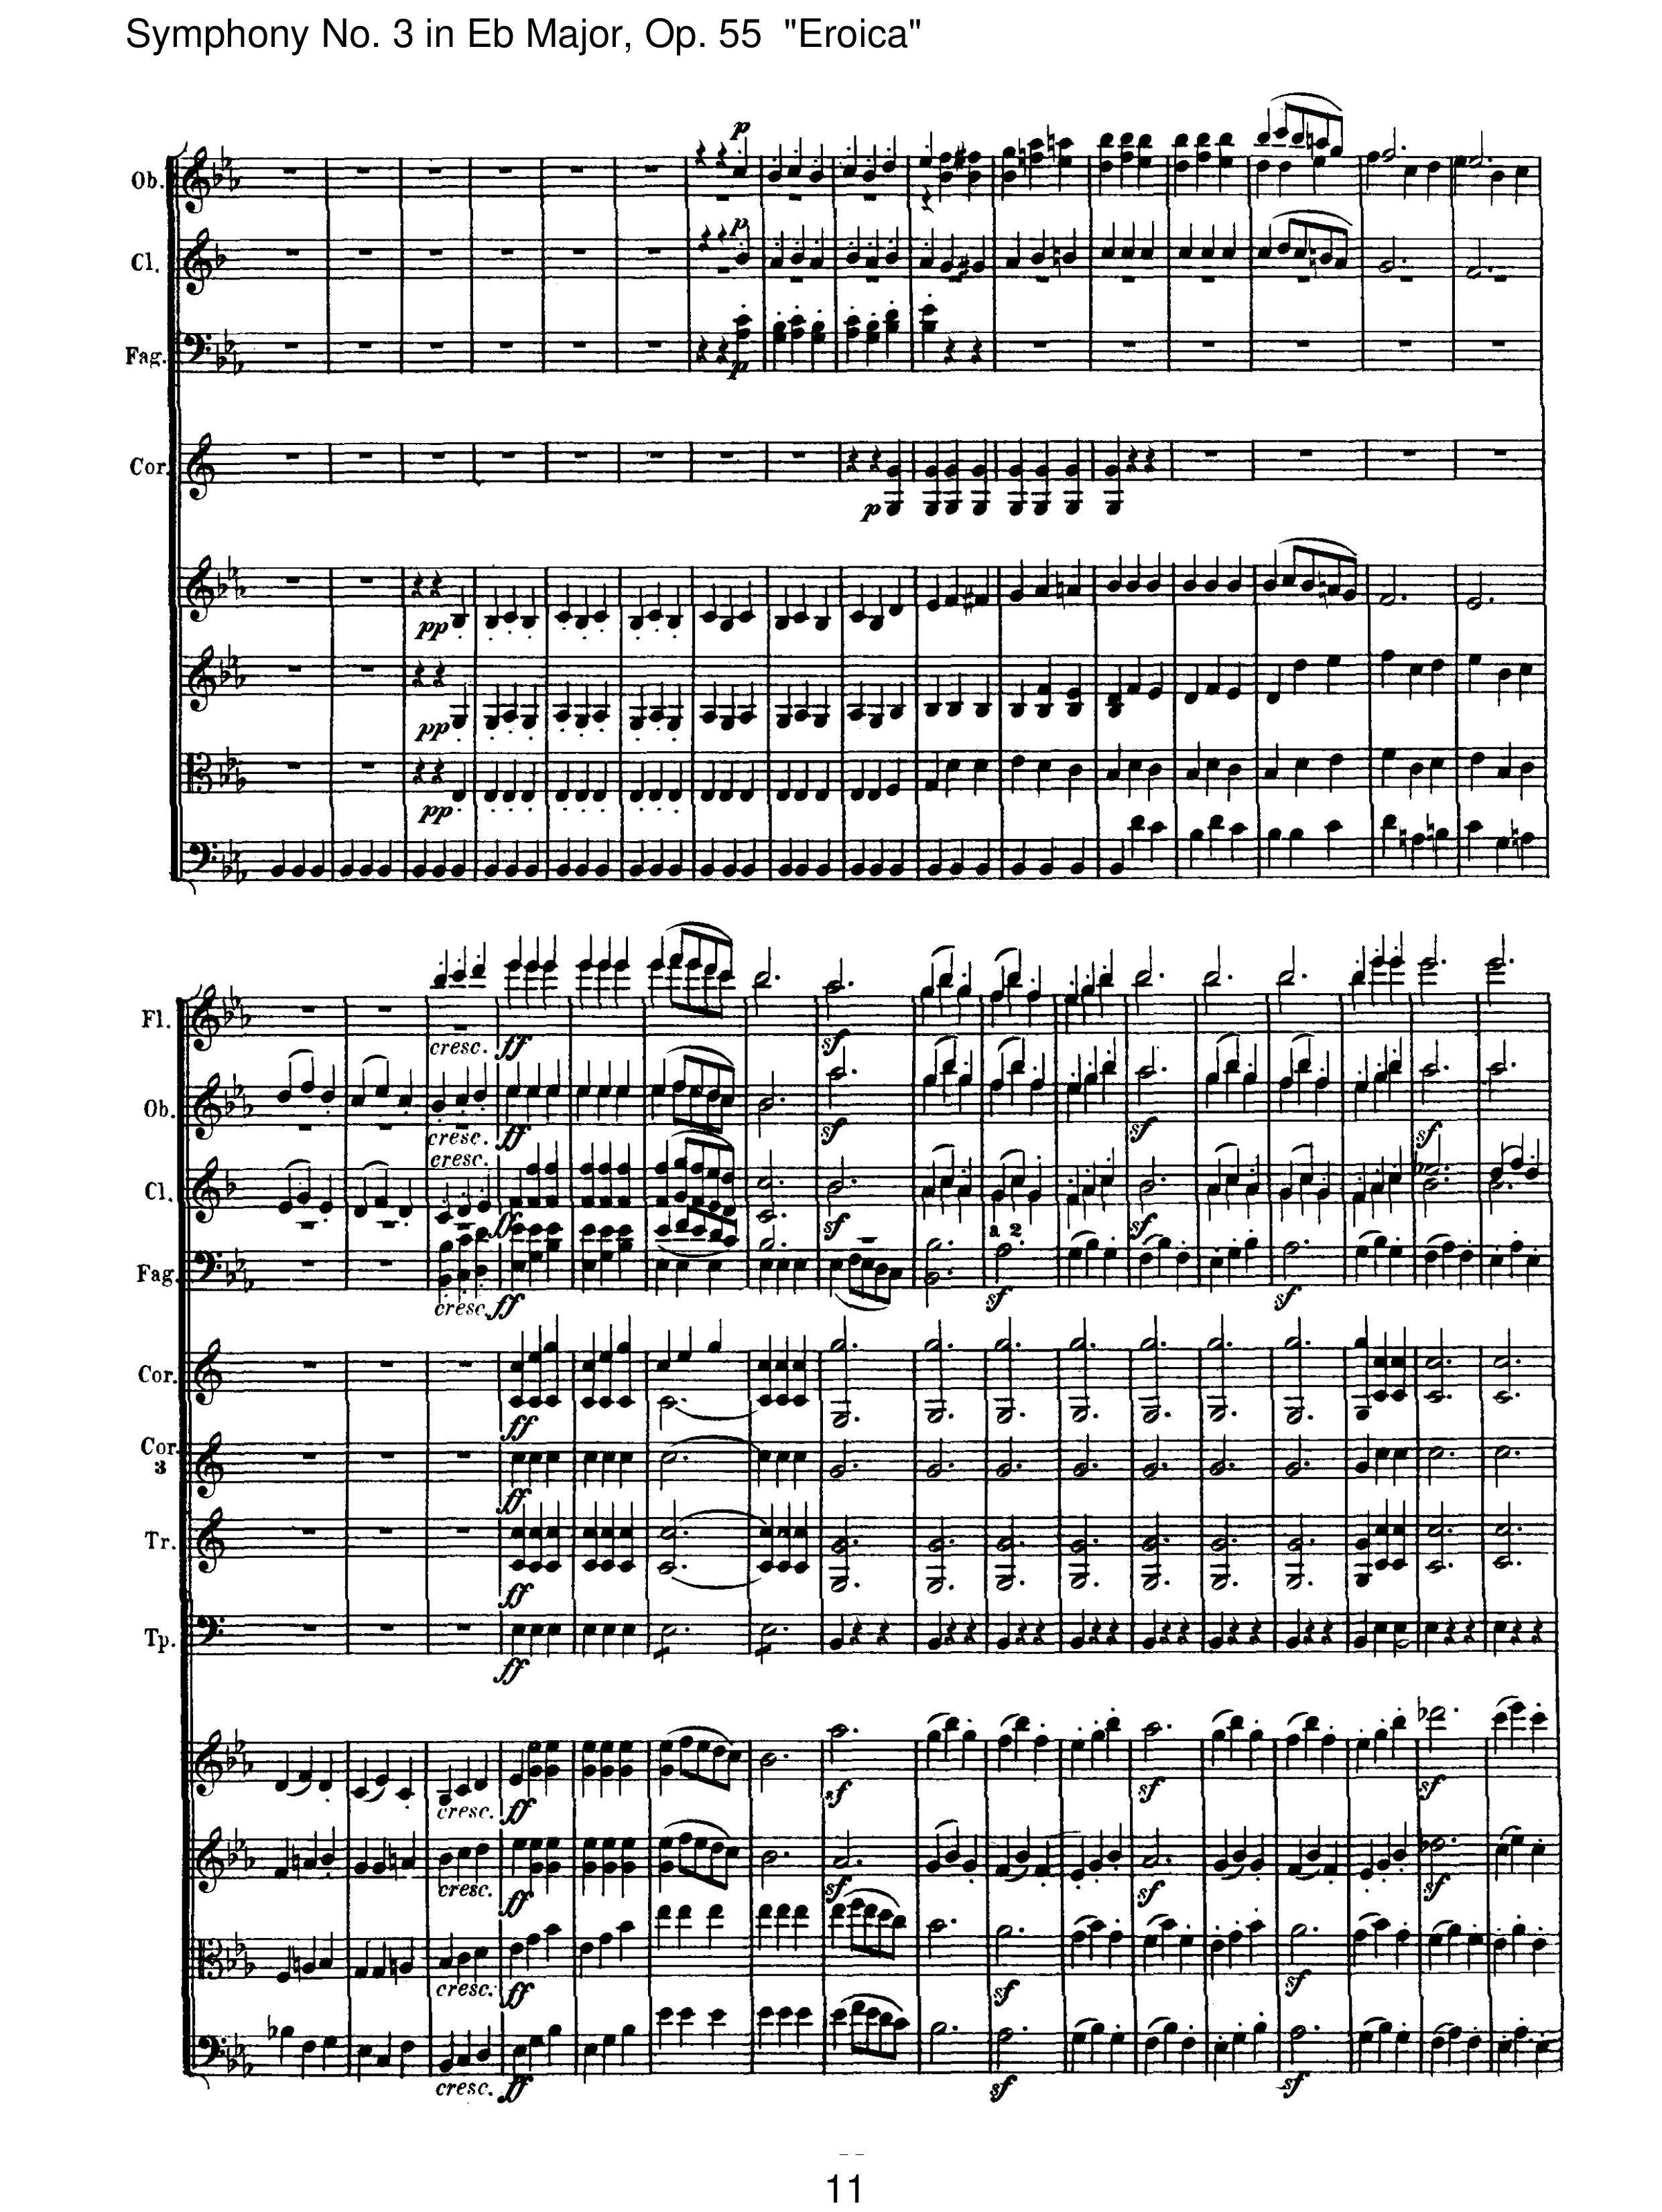 Symphony No. 3 in Eb Major, Op. 55 "Eroica"
p
Ob.
p
Cl.
Fag.
p
Cor.
p
pp
pp
pp
Fl.
cresc. ff
sf
Ob.
cresc. ff
sf
sf
sf
cresc.
Cl.
ff
sf
a 2
sf
Fag.
cresc. ff
sf
sf
Cor.
ff
Cor. 3
ff
Tr.
ff
Tp.
ff
cresc. ff
sf
sf
sf
cresc. ff
sf
sf
sf
cresc. ff
sf
sf
cresc. ff
sf
sf
11